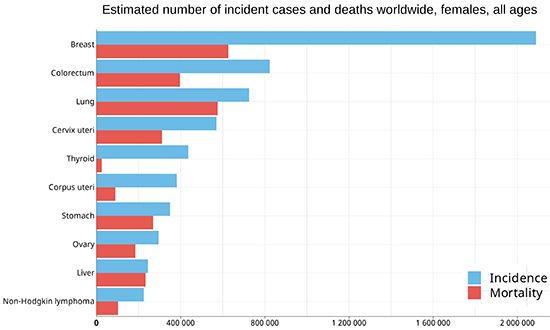 Estimated number of incident cases and deaths worldwide, females, all ages
Breast
Colorectum
Lung
Cervix uteri
Thyroid
Corpus uteri
Stomach
Ovary
Liver
Non-Hodgkin lymphoma
Incidence
Mortality
0 400 000 800 000 1 200 000 1 600 000 2 000 000